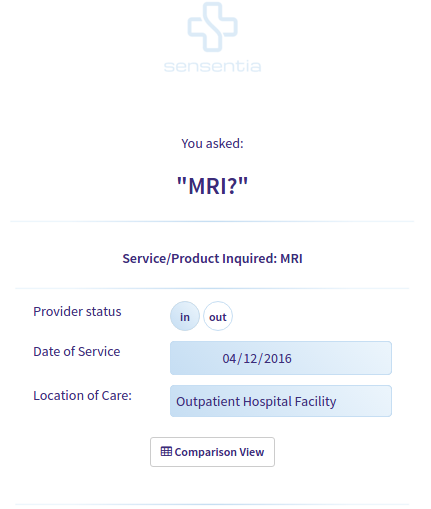 sensentia
You asked:
"MRI?"
Service/Product Inquired: MRI
Provider status in out
Date of Service 04/12/2016
Location of Care: Outpatient Hospital Facility
Comparison View